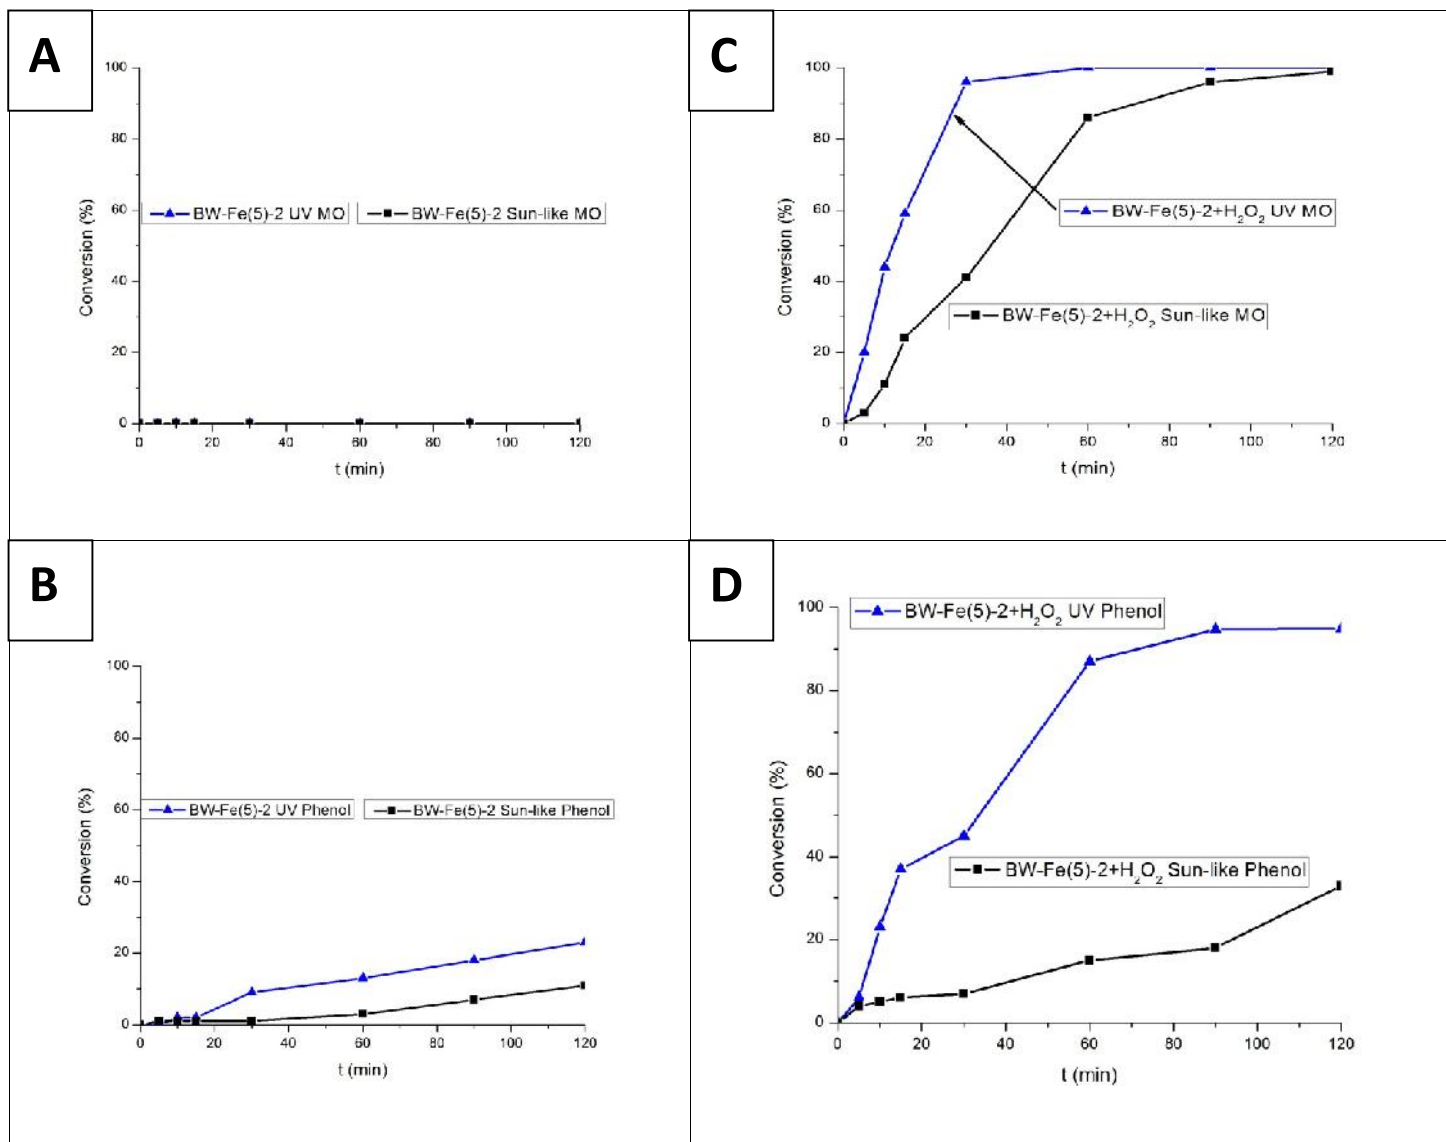 A
100
80
60
40
20
0
Conversion (%)
BW-Fe(5)-2 UV MO
BW-Fe(5)-2 Sun-like MO
0 20 40 60 80 100 120
t (min)
C
100
80
60
40
20
0
Conversion (%)
BW-Fe(5)-2+H₂O₂ UV MO
BW-Fe(5)-2+H₂O₂ Sun-like MO
0 20 40 60 80 100 120
t (min)
B
100
80
60
40
20
0
Conversion (%)
BW-Fe(5)-2 UV Phenol
BW-Fe(5)-2 Sun-like Phenol
0 20 40 60 80 100 120
t (min)
D
100
80
60
40
20
0
Conversion (%)
BW-Fe(5)-2+H₂O₂ UV Phenol
BW-Fe(5)-2+H₂O₂ Sun-like Phenol
0 20 40 60 80 100 120
t (min)